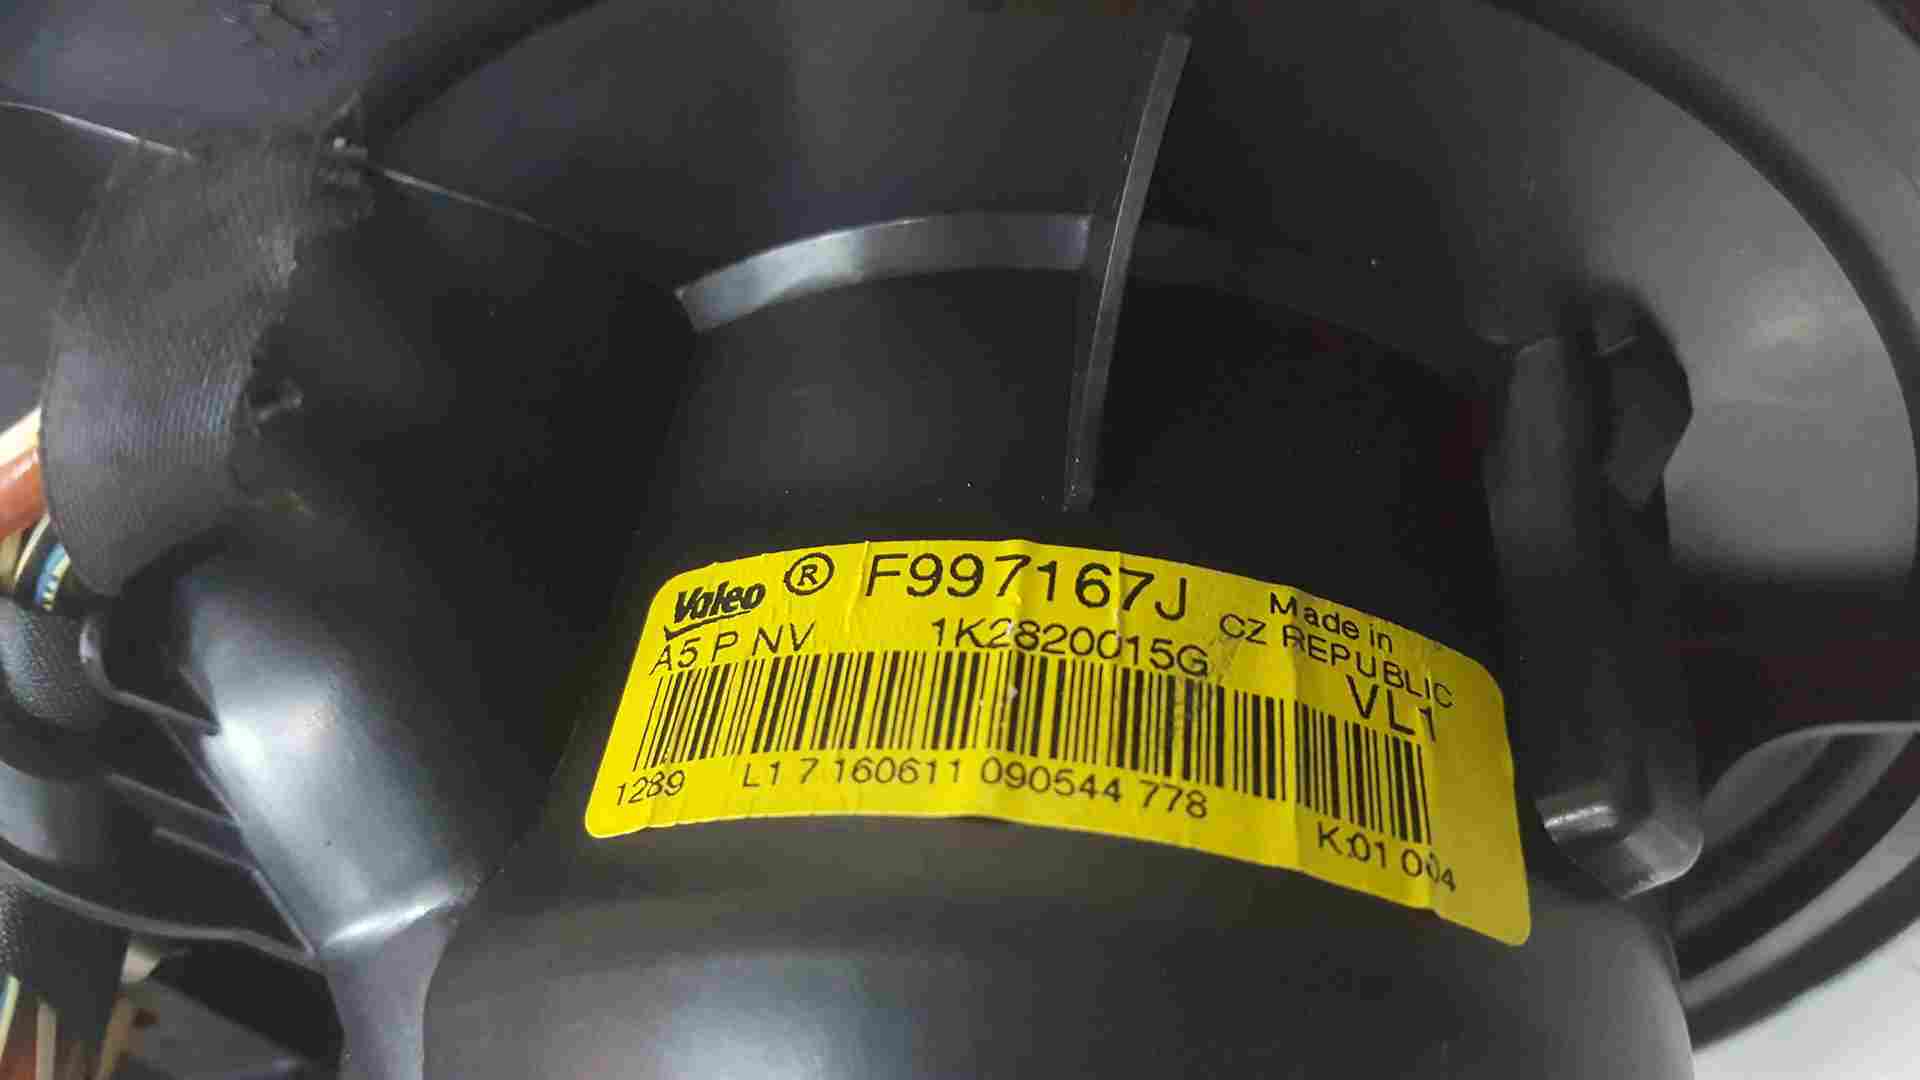 Valeo ® F997167J Made in
A5 P NV 1K2820015G CZ REPUBLIC
VL1
1289 L1 7 160611 090544 778 K:01 004